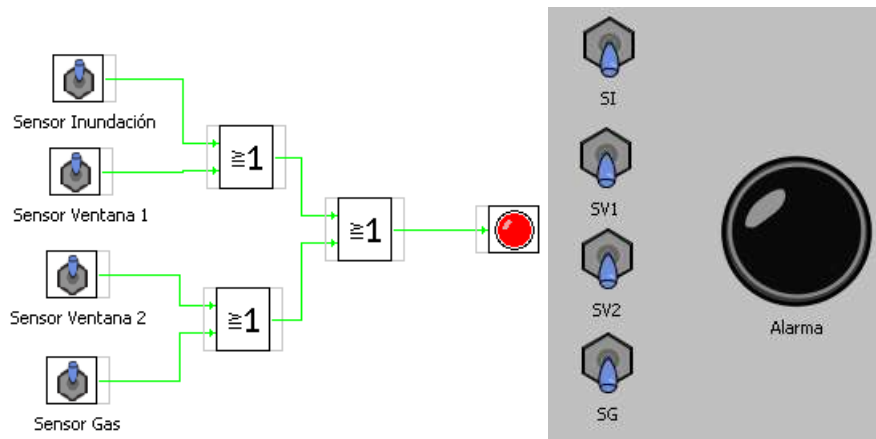 Sensor Inundación
Sensor Ventana 1
Sensor Ventana 2
Sensor Gas
≧1
≧1
≧1
SI
SV1
SV2
SG
Alarma